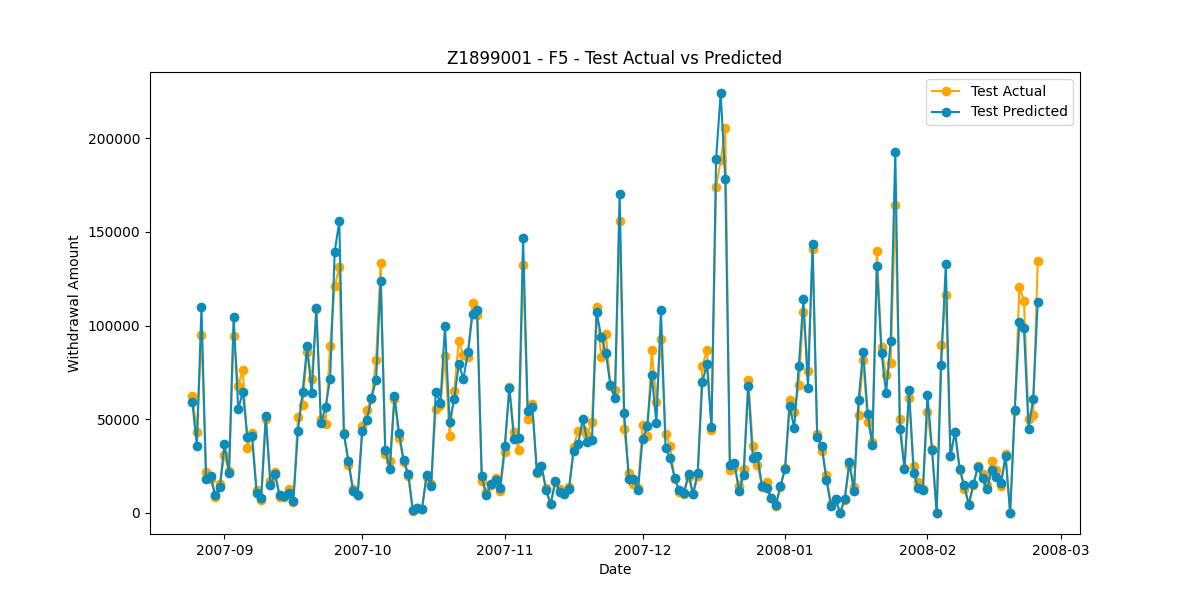 Z1899001 - F5 - Test Actual vs Predicted
Test Actual
Test Predicted
Withdrawal Amount
200000
150000
100000
50000
0
2007-09 2007-10 2007-11 2007-12 2008-01 2008-02 2008-03
Date